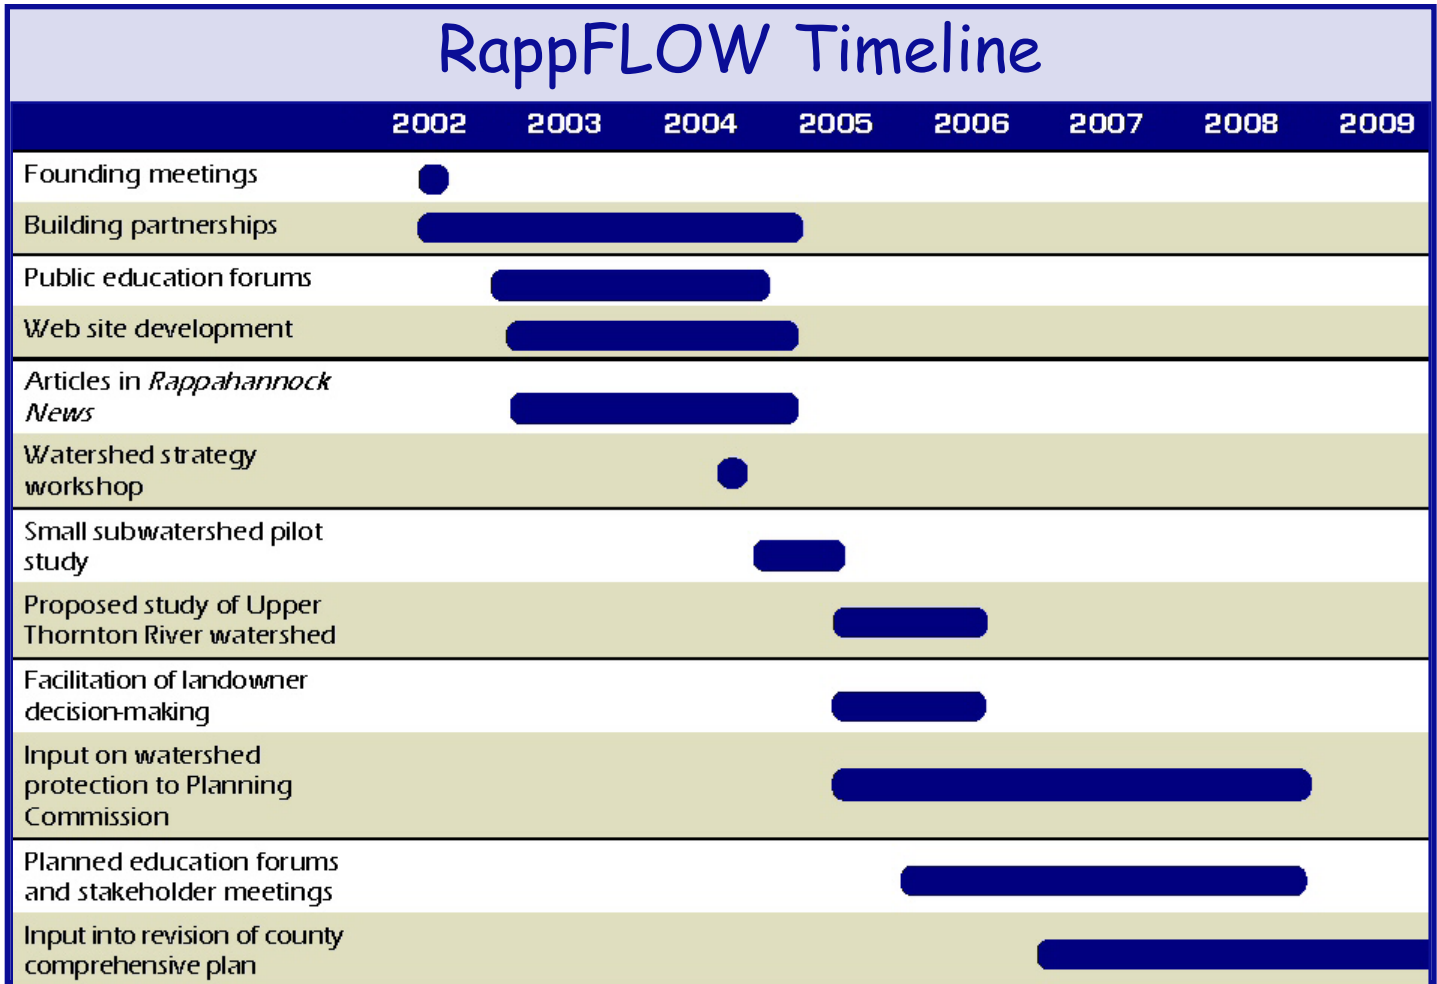 RappFLOW Timeline
2002 2003 2004 2005 2006 2007 2008 2009
Founding meetings
Building partnerships
Public education forums
Web site development
Articles in Rappahannock
News
Watershed strategy
workshop
Small subwatershed pilot
study
Proposed study of Upper
Thornton River watershed
Facilitation of landowner
decision-making
Input on watershed
protection to Planning
Commission
Planned education forums
and stakeholder meetings
Input into revision of county
comprehensive plan